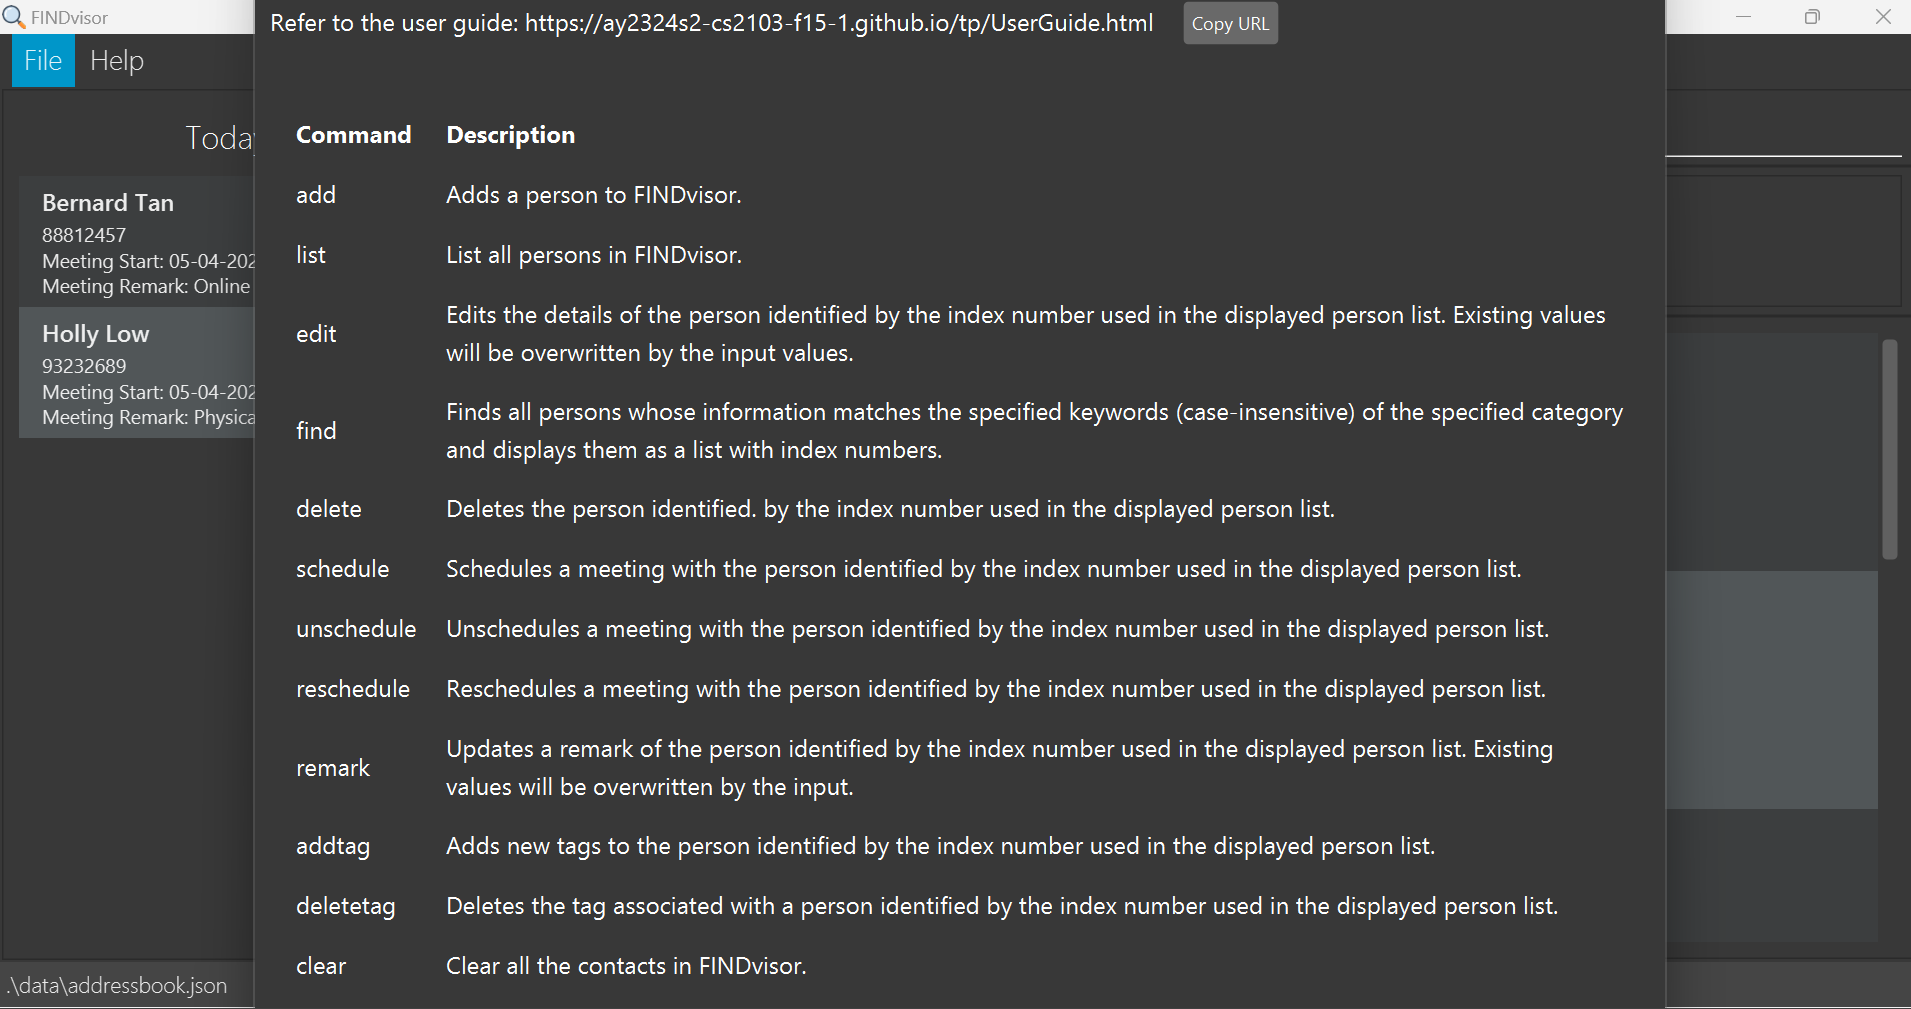 FINDvisor
File Help
Today
Bernard Tan
88812457
Meeting Start: 05-04-202
Meeting Remark: Online
Holly Low
93232689
Meeting Start: 05-04-202
Meeting Remark: Physica
.\data\addressbook.json
Refer to the user guide: https://ay2324s2-cs2103-f15-1.github.io/tp/UserGuide.html Copy URL
Command Description
add Adds a person to FINDvisor.
list List all persons in FINDvisor.
edit Edits the details of the person identified by the index number used in the displayed person list. Existing values
will be overwritten by the input values.
find Finds all persons whose information matches the specified keywords (case-insensitive) of the specified category
and displays them as a list with index numbers.
delete Deletes the person identified. by the index number used in the displayed person list.
schedule Schedules a meeting with the person identified by the index number used in the displayed person list.
unschedule Unschedules a meeting with the person identified by the index number used in the displayed person list.
reschedule Reschedules a meeting with the person identified by the index number used in the displayed person list.
remark Updates a remark of the person identified by the index number used in the displayed person list. Existing
values will be overwritten by the input.
addtag Adds new tags to the person identified by the index number used in the displayed person list.
deletetag Deletes the tag associated with a person identified by the index number used in the displayed person list.
clear Clear all the contacts in FINDvisor.